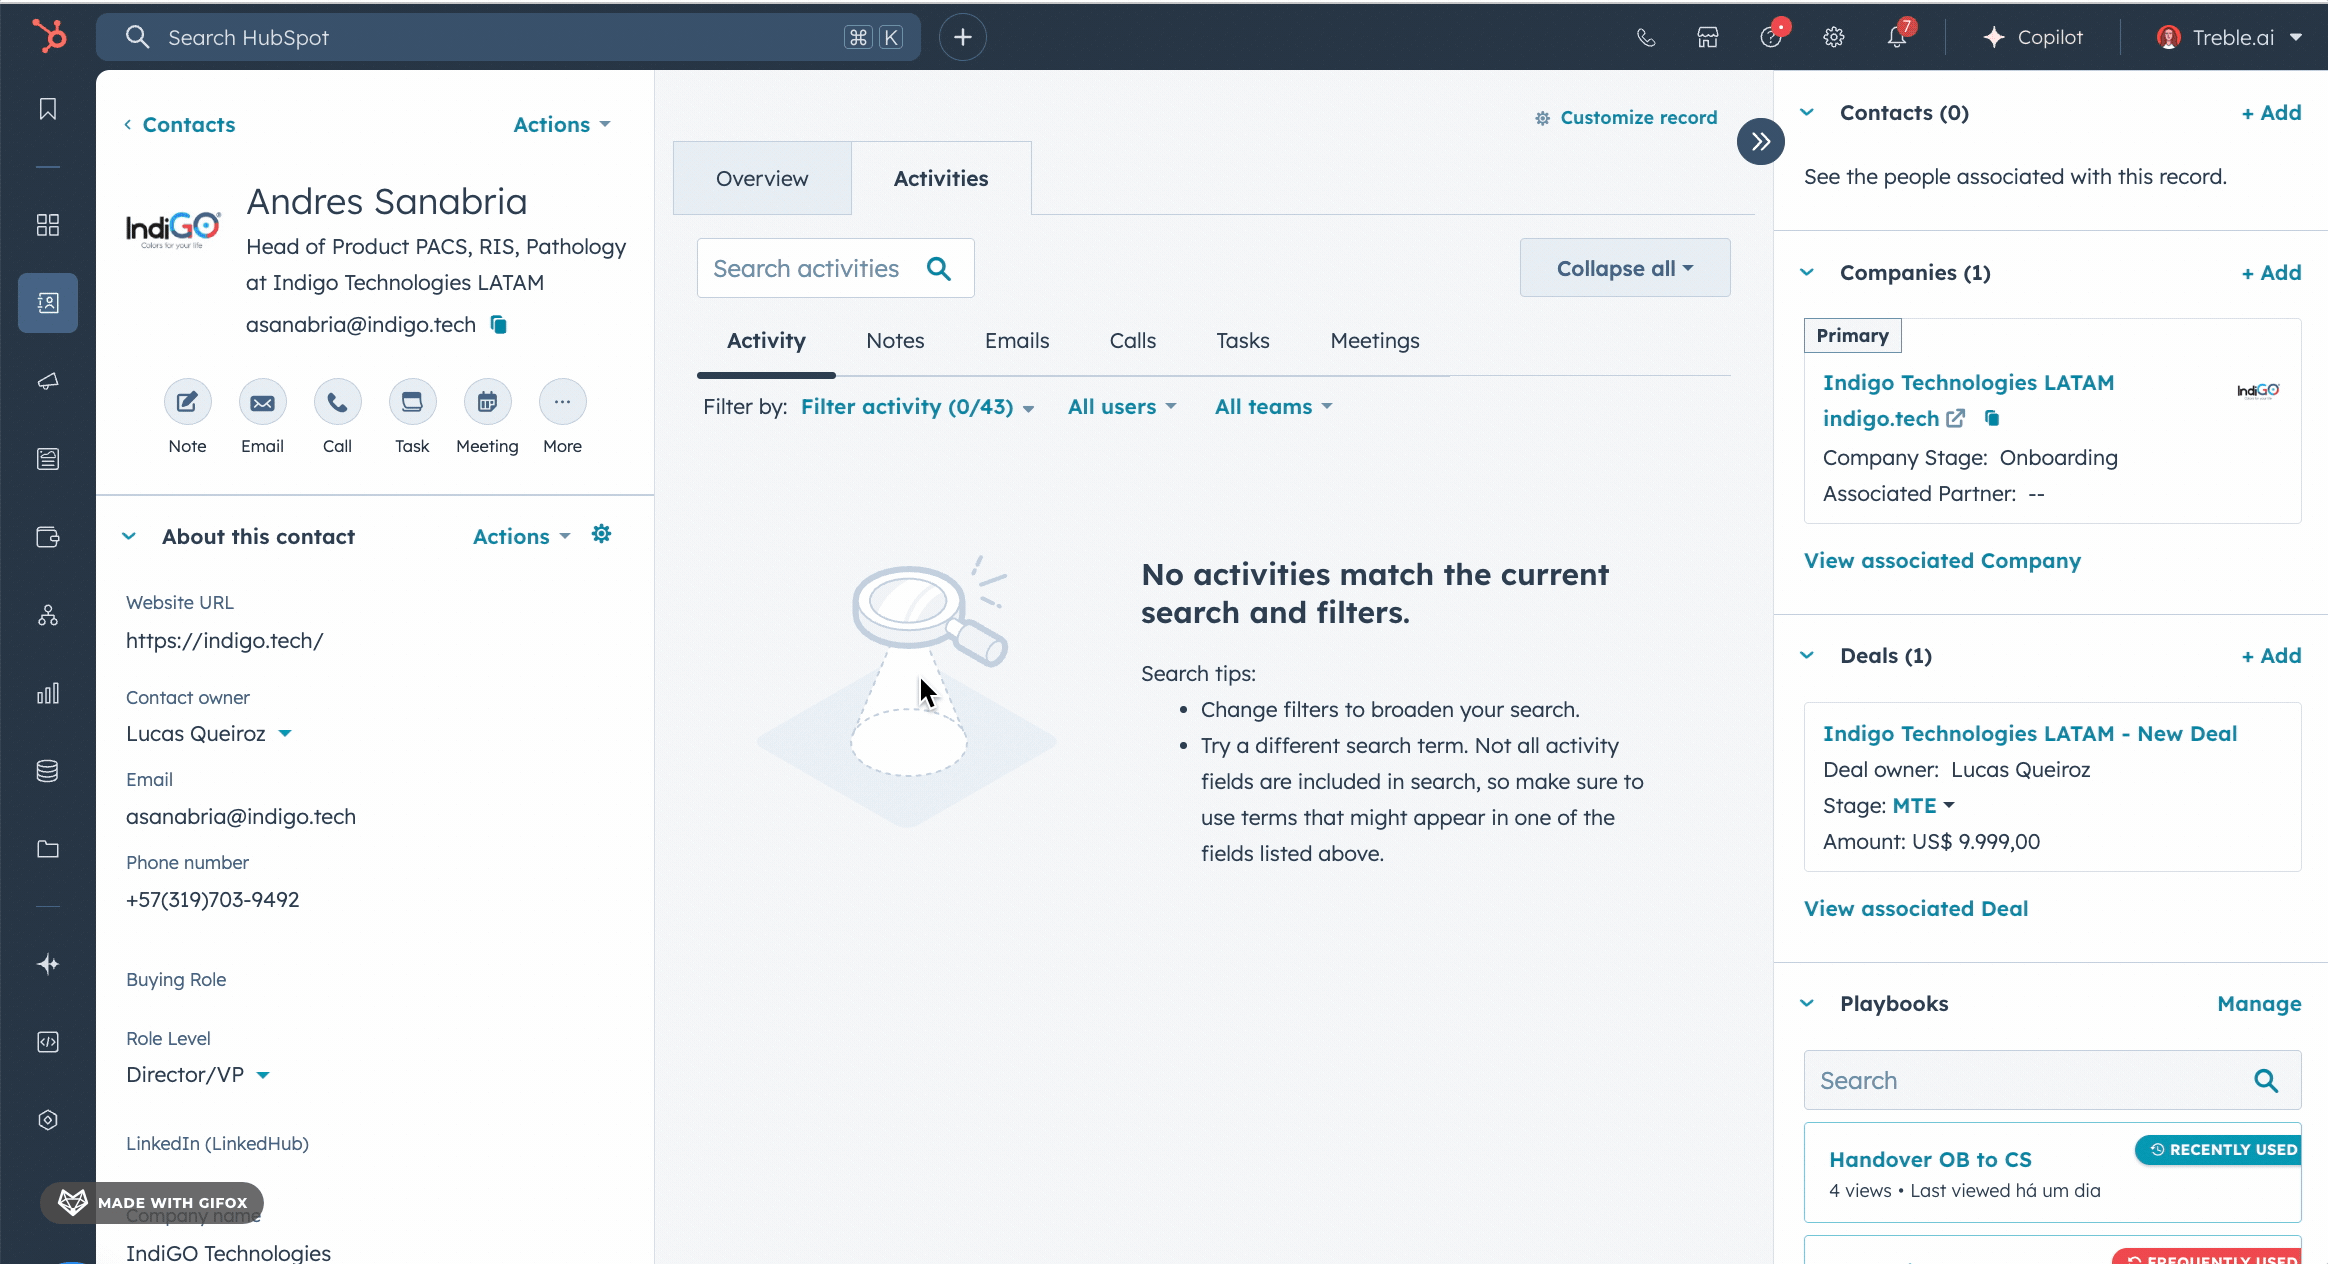 Search HubSpot
⌘ K
7
Copilot
Treble.ai
Contacts
Actions
IndiGO
Colors for your life
Andres Sanabria
Head of Product PACS, RIS, Pathology
at Indigo Technologies LATAM
asanabria@indigo.tech
Note
Email
Call
Task
Meeting
More
About this contact
Actions
Website URL
https://indigo.tech/
Contact owner
Lucas Queiroz
Email
asanabria@indigo.tech
Phone number
+57(319)703-9492
Buying Role
Role Level
Director/VP
LinkedIn (LinkedHub)
MADE WITH GIFOX
Company name
IndiGO Technologies
Customize record
Overview
Activities
Search activities
Collapse all
Activity
Notes
Emails
Calls
Tasks
Meetings
Filter by: Filter activity (0/43) All users All teams
No activities match the current
search and filters.
Search tips:
• Change filters to broaden your search.
• Try a different search term. Not all activity
fields are included in search, so make sure to
use terms that might appear in one of the
fields listed above.
Contacts (0)
+ Add
See the people associated with this record.
Companies (1)
+ Add
Primary
Indigo Technologies LATAM
IndiGO
indigo.tech
Company Stage: Onboarding
Associated Partner: --
View associated Company
Deals (1)
+ Add
Indigo Technologies LATAM - New Deal
Deal owner: Lucas Queiroz
Stage: MTE
Amount: US$ 9.999,00
View associated Deal
Playbooks
Manage
Search
RECENTLY USED
Handover OB to CS
4 views • Last viewed há um dia
FREQUENTLY USED